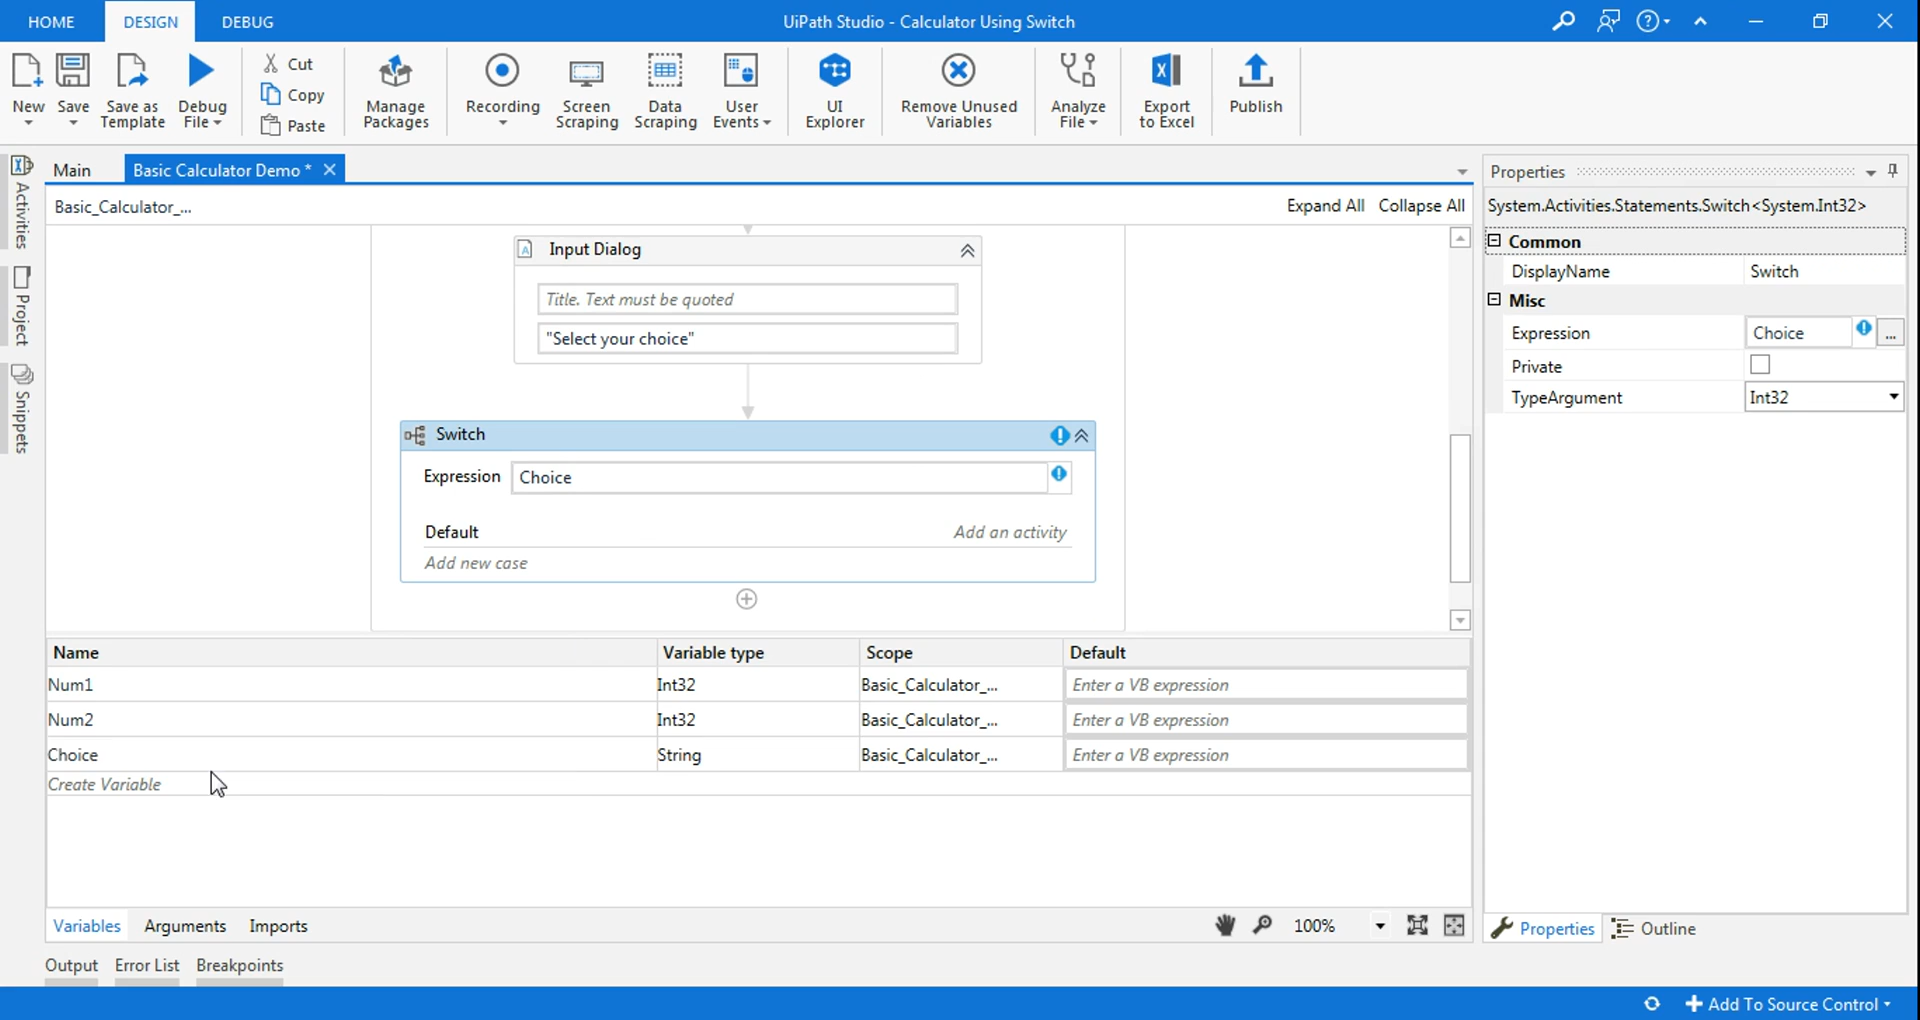 HOME DESIGN DEBUG UiPath Studio - Calculator Using Switch
New Save Save as Template Debug File Cut Copy Paste Manage Packages Recording Screen Scraping Data Scraping User Events UI Explorer Remove Unused Variables Analyze File Export to Excel Publish
Main Basic Calculator Demo *
Activities
Project
Snippets
Basic_Calculator_... Expand All Collapse All
Input Dialog
Title. Text must be quoted
"Select your choice"
Switch
Expression Choice
Default Add an activity
Add new case
Name Variable type Scope Default
Num1 Int32 Basic_Calculator_... Enter a VB expression
Num2 Int32 Basic_Calculator_... Enter a VB expression
Choice String Basic_Calculator_... Enter a VB expression
Create Variable
Variables Arguments Imports 100%
Properties
System.Activities.Statements.Switch<System.Int32>
Common
DisplayName Switch
Misc
Expression Choice ...
Private
TypeArgument Int32
Properties Outline
Output Error List Breakpoints
Add To Source Control